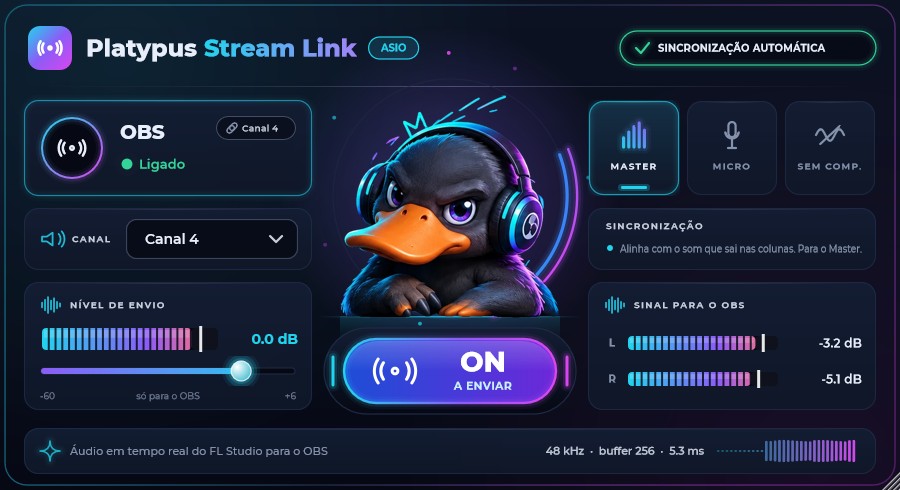 Platypus Stream Link ASIO
SINCRONIZAÇÃO AUTOMÁTICA
OBS
Canal 4
Ligado
MASTER
MICRO
SEM COMP.
CANAL
Canal 4
SINCRONIZAÇÃO
Alinha com o som que sai nas colunas. Para o Master.
NÍVEL DE ENVIO
0.0 dB
-60 só para o OBS +6
ON
A ENVIAR
SINAL PARA O OBS
L -3.2 dB
R -5.1 dB
Áudio em tempo real do FL Studio para o OBS
48 kHz · buffer 256 · 5.3 ms